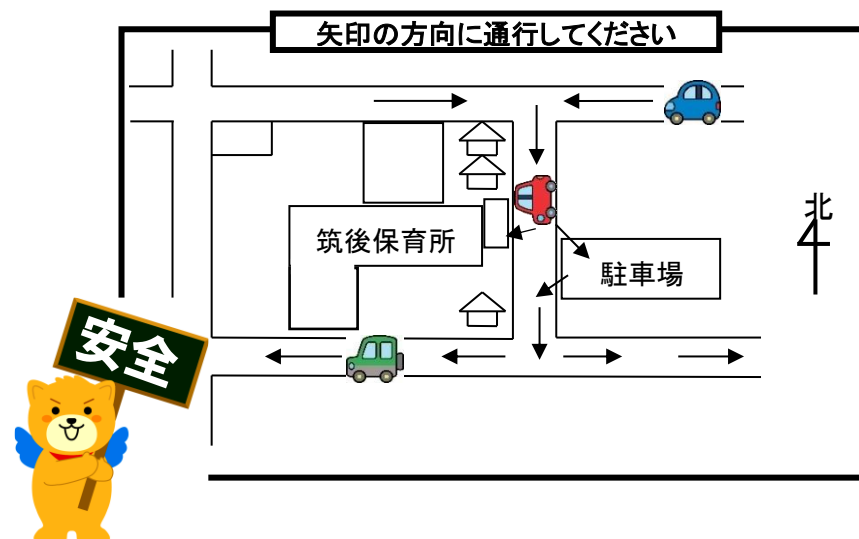 矢印の方向に通行してください
北
筑後保育所
駐車場
安全